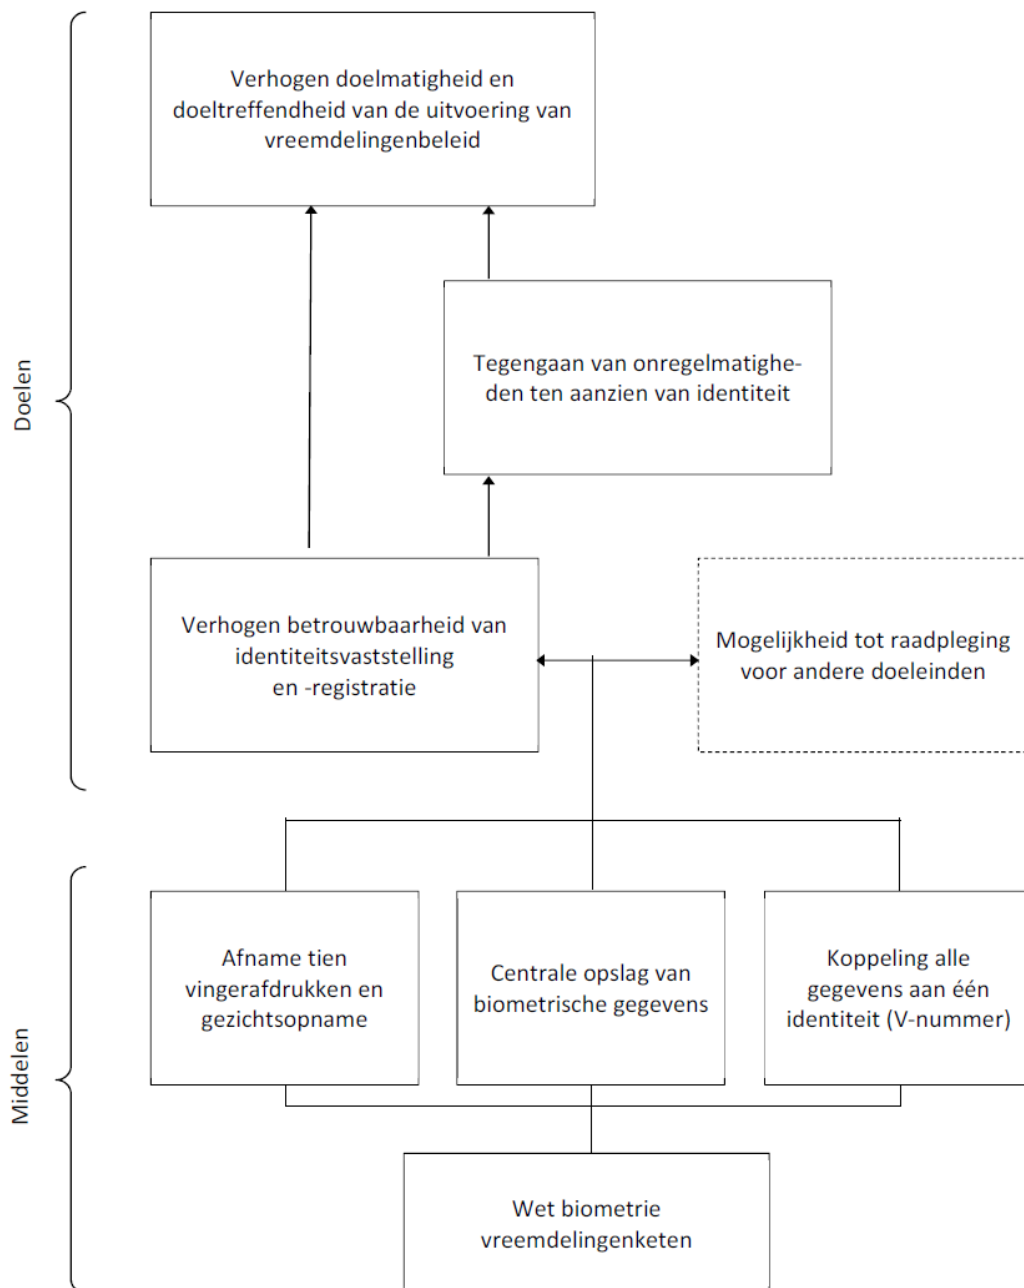 Verhogen doelmatigheid en
doeltreffendheid van de uitvoering van
vreemdelingenbeleid
Doelen
Tegengaan van onregelmatighe-
den ten aanzien van identiteit
Verhogen betrouwbaarheid van
identiteitsvaststelling
en -registratie
Mogelijkheid tot raadpleging
voor andere doeleinden
Middelen
Afname tien
vingerafdrukken en
gezichtsopname
Centrale opslag van
biometrische gegevens
Koppeling alle
gegevens aan één
identiteit (V-nummer)
Wet biometrie
vreemdelingenketen